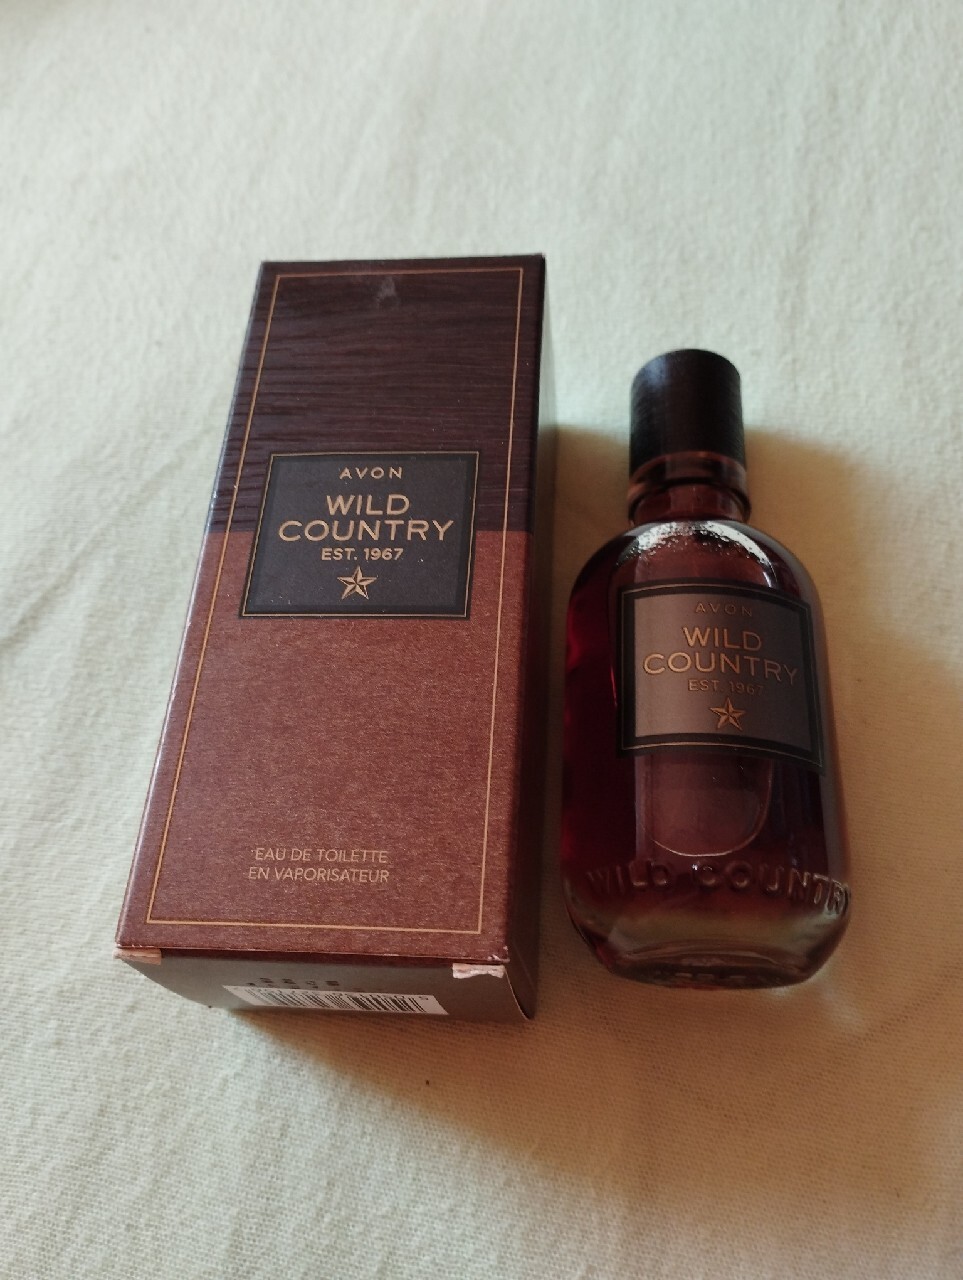 AVON
WILD
COUNTRY
EST. 1967
EAU DE TOILETTE
EN VAPORISATEUR
AVON
WILD
COUNTRY
EST. 1967
WILD COUNTRY